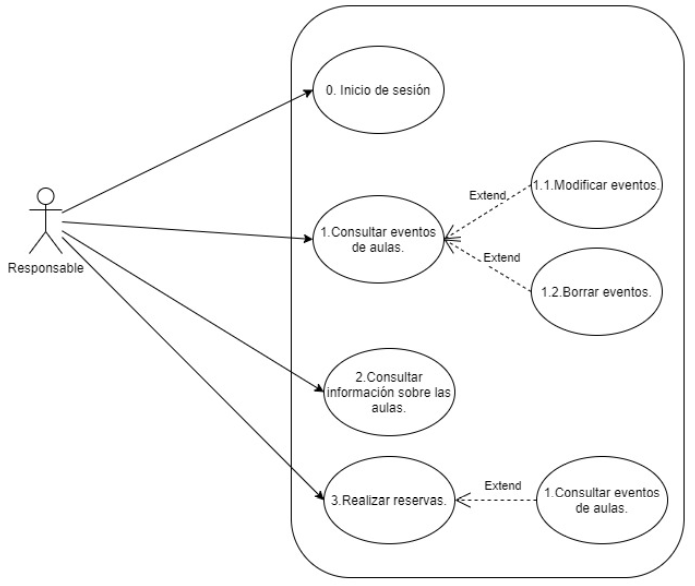 0. Inicio de sesión
Extend
1.1.Modificar eventos.
1.Consultar eventos
de aulas.
Extend
Responsable
1.2.Borrar eventos.
2.Consultar
información sobre las
aulas.
3.Realizar reservas.
Extend
1.Consultar eventos
de aulas.